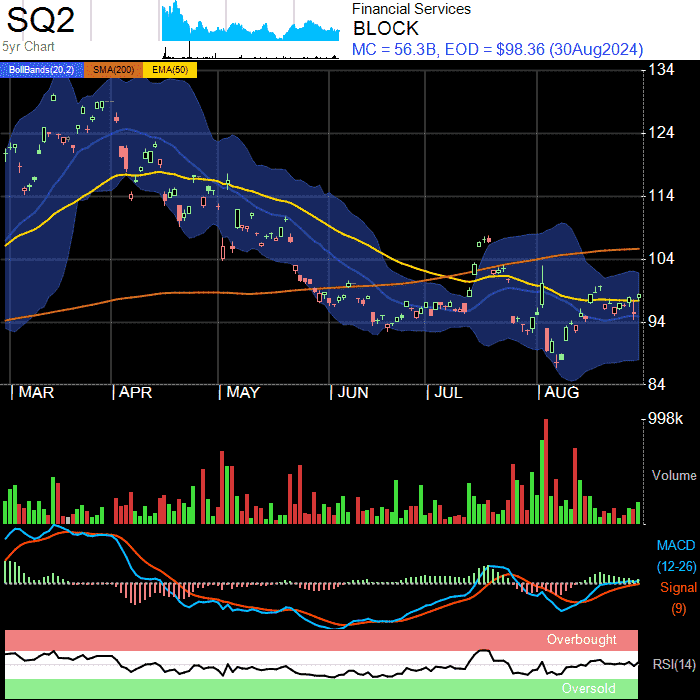 SQ2
5yr Chart
Financial Services
BLOCK
MC = 56.3B, EOD = $98.36 (30Aug2024)
BollBands(20,2) SMA(200) EMA(50)
134
124
114
104
94
84
| MAR | APR | MAY | JUN | JUL | AUG
998k
Volume
MACD
(12-26)
Signal
(9)
Overbought
RSI(14)
Oversold